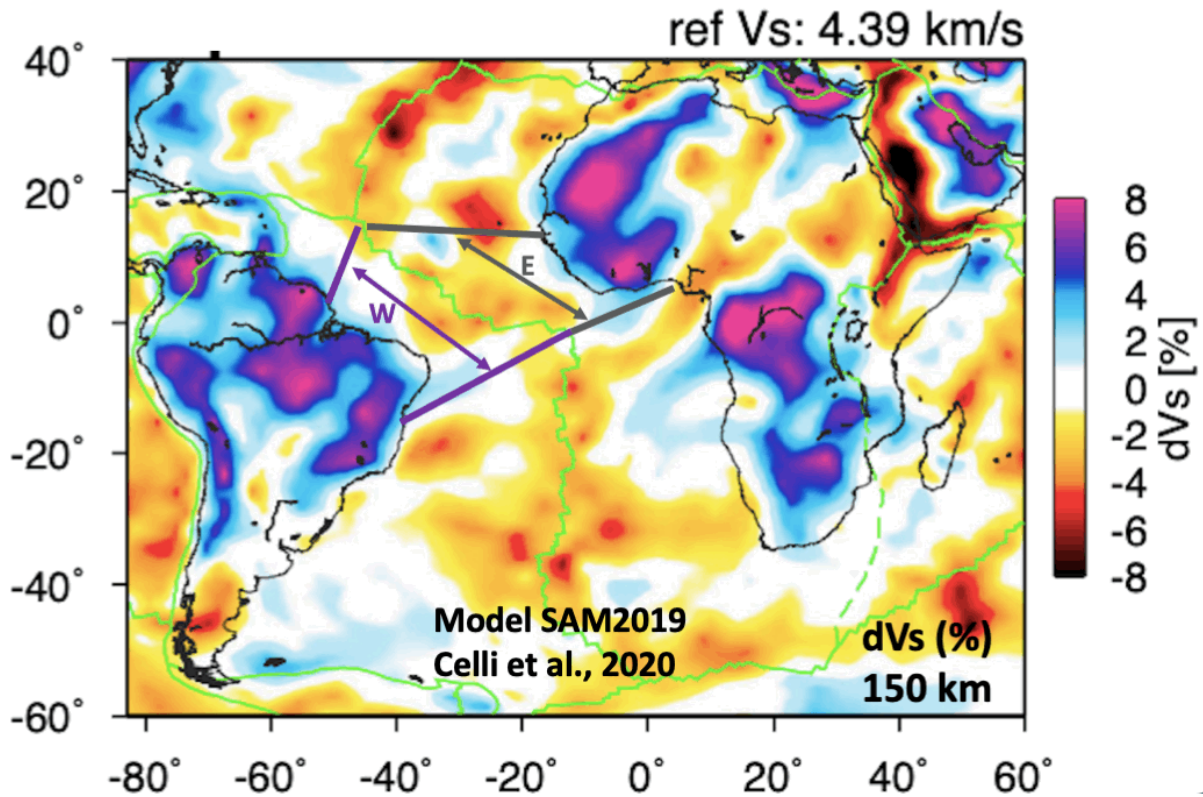 ref Vs: 4.39 km/s
40°
20°
0°
-20°
-40°
-60°
E
W
Model SAM2019
Celli et al., 2020
dVs (%)
150 km
-80° -60° -40° -20° 0° 20° 40° 60°
8
6
4
2
0
-2
-4
-6
-8
dVs [%]